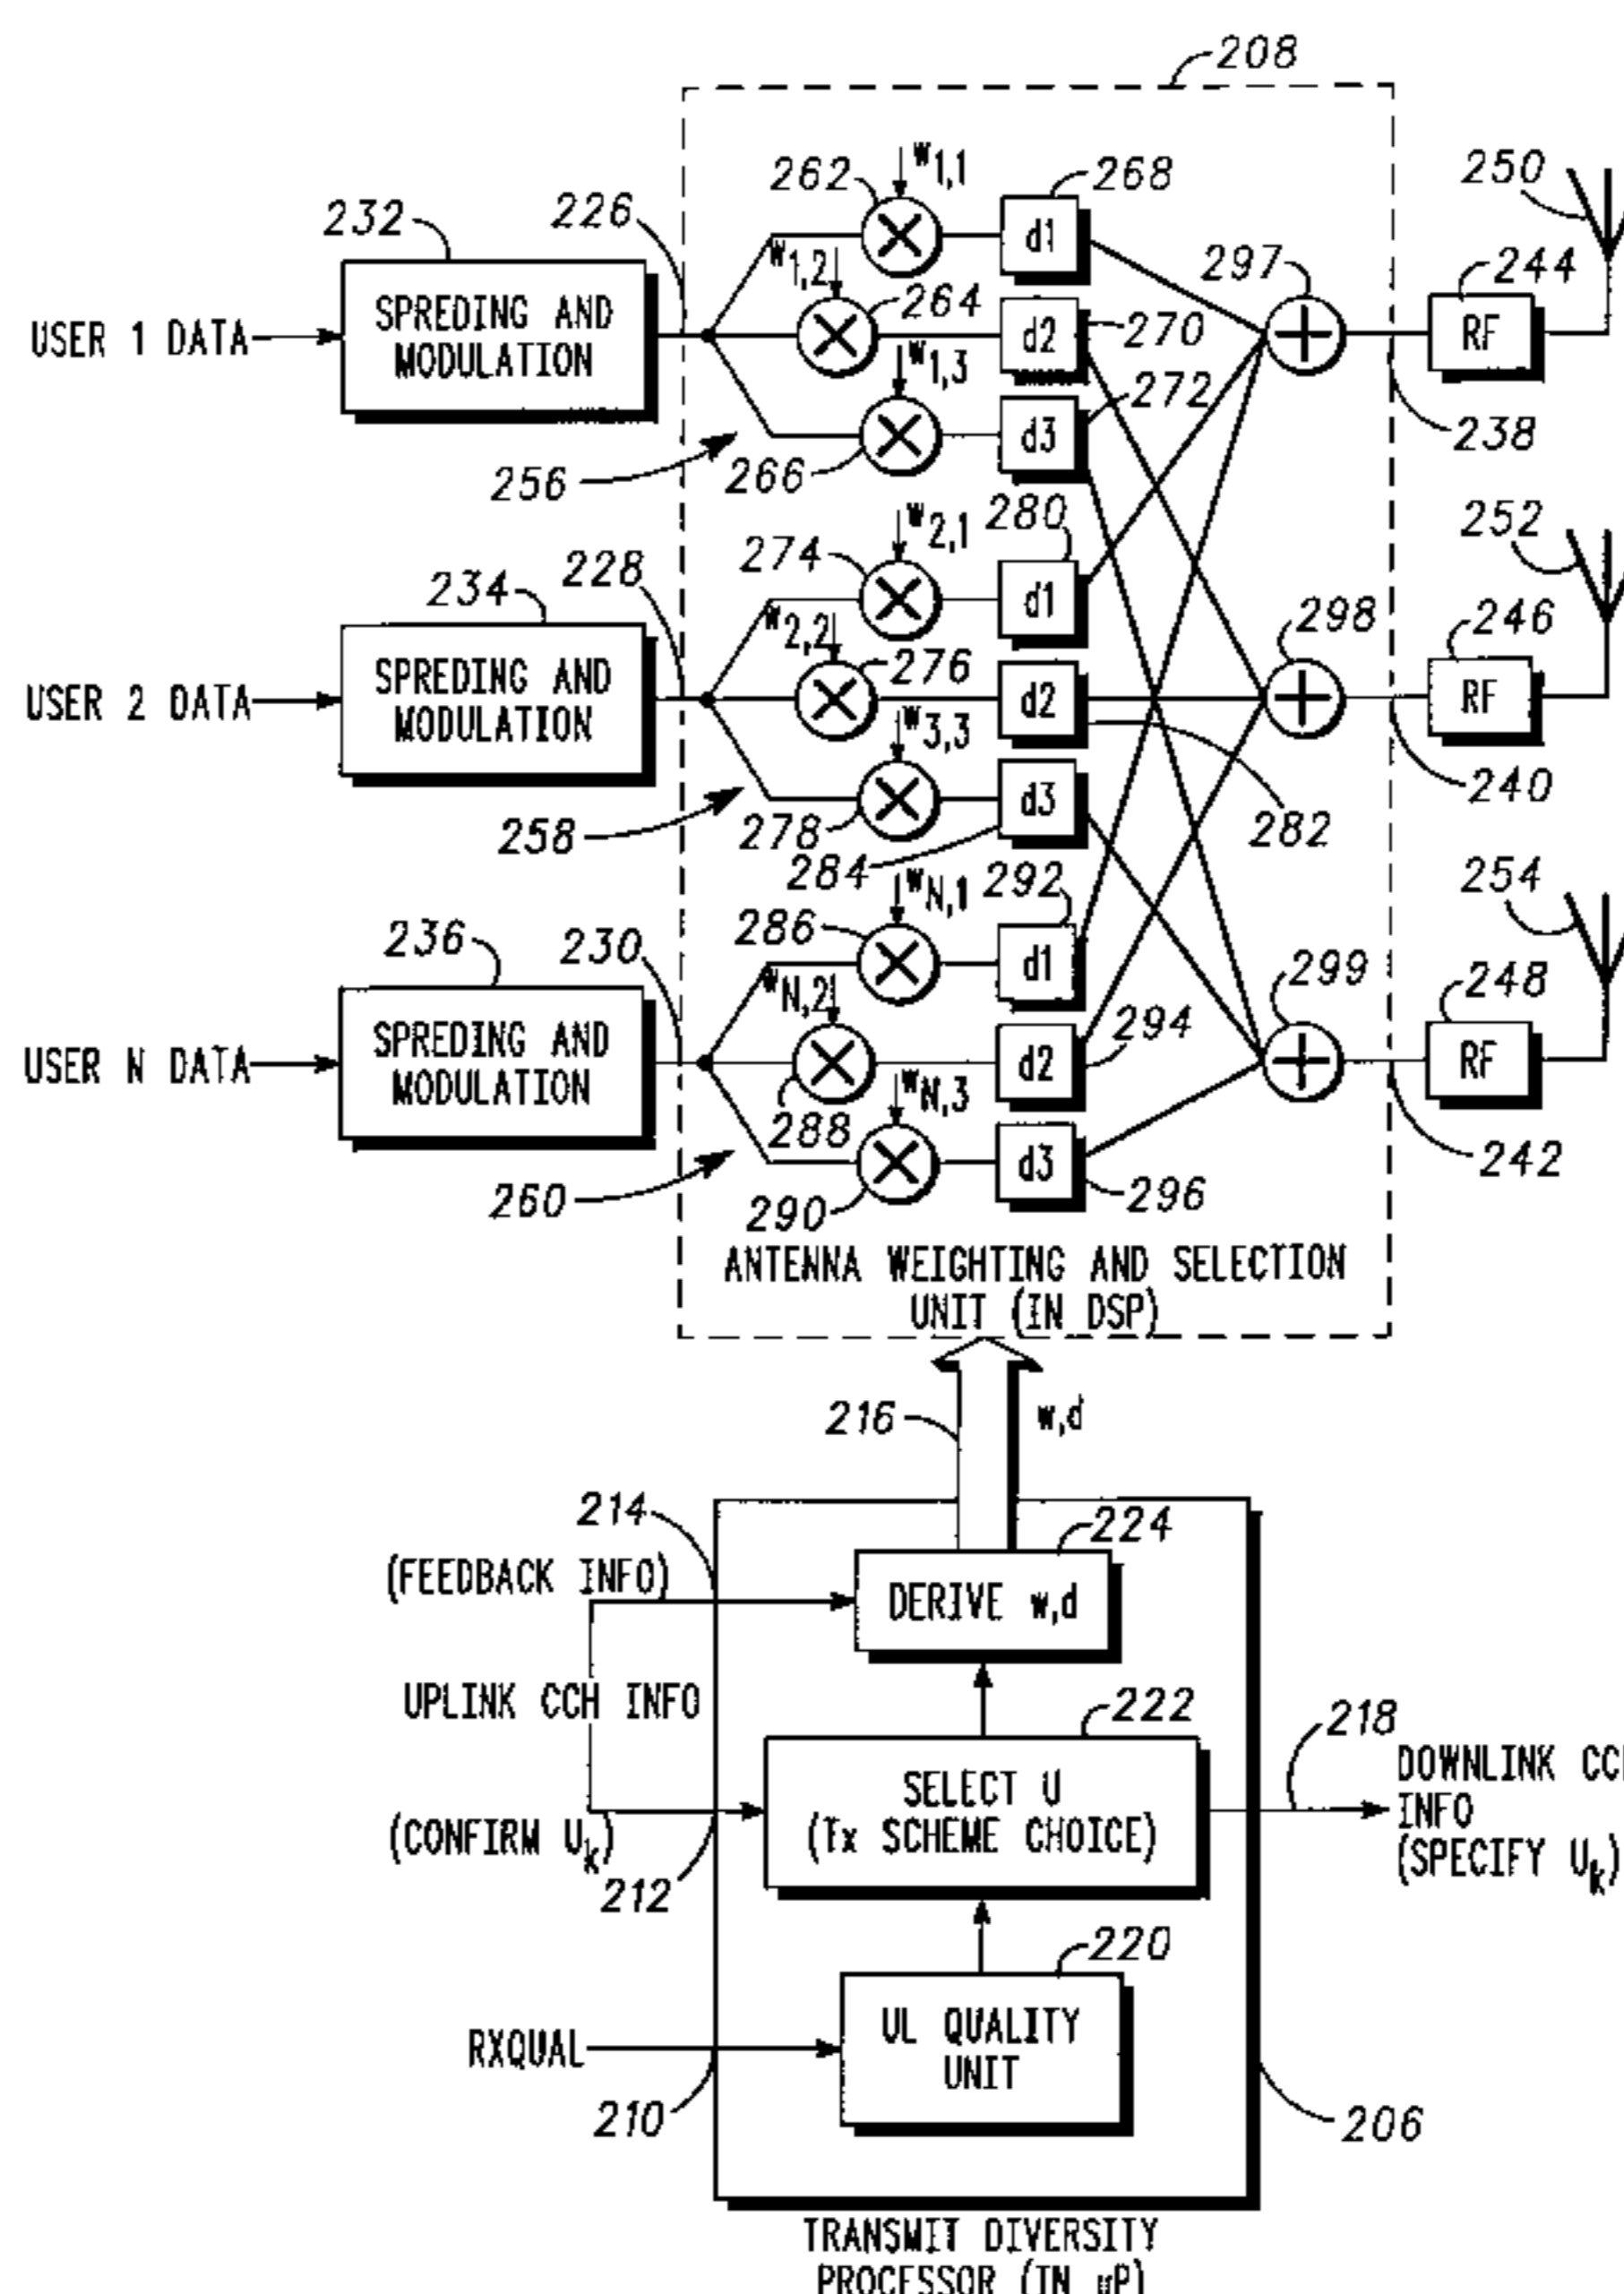 208
262
w1,1
268
250
232
226
w1,2
d1
297
244
USER 1 DATA
SPREDING AND
MODULATION
264
d2
270
RF
w1,3
272
256
266
d3
238
w2,1
280
252
274
234
228
w2,2
d1
298
246
USER 2 DATA
SPREDING AND
MODULATION
276
d2
RF
w3,3
258
278
d3
240
282
284
wN,1
292
254
286
236
230
wN,2
d1
299
248
USER N DATA
SPREDING AND
MODULATION
d2
294
RF
wN,3
288
260
290
d3
296
242
ANTENNA WEIGHTING AND SELECTION
UNIT (IN DSP)
216
w,d
214
224
(FEEDBACK INFO)
DERIVE w,d
UPLINK CCH INFO
222
218
SELECT U
(Tx SCHEME CHOICE)
DOWNLINK
INFO
(SPECIFY Uk)
(CONFIRM Uk)
212
220
RXQUAL
UL QUALITY
UNIT
210
206
TRANSMIT DIVERSITY
PROCESSOR (IN µP)